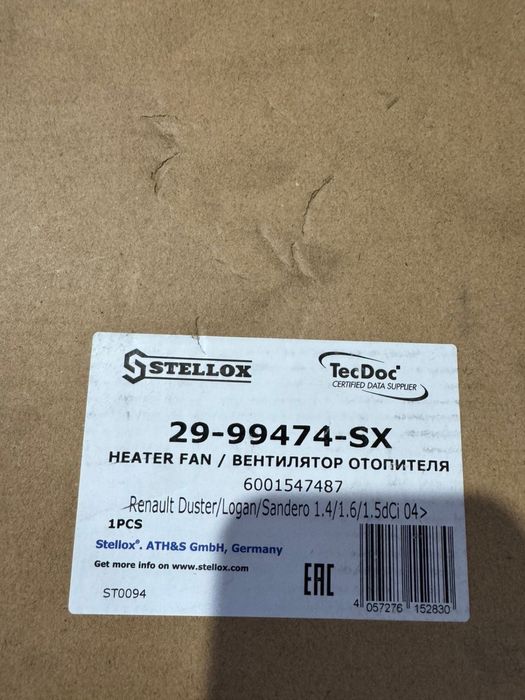 STELLOX
TecDoc
CERTIFIED DATA SUPPLIER
29-99474-SX
HEATER FAN / ВЕНТИЛЯТОР ОТОПИТЕЛЯ
6001547487
Renault Duster/Logan/Sandero 1.4/1.6/1.5dCi 04>
1PCS
Stellox®. ATH&S GmbH, Germany
Get more info on www.stellox.com
ST0094
EAC
4 057276 152830